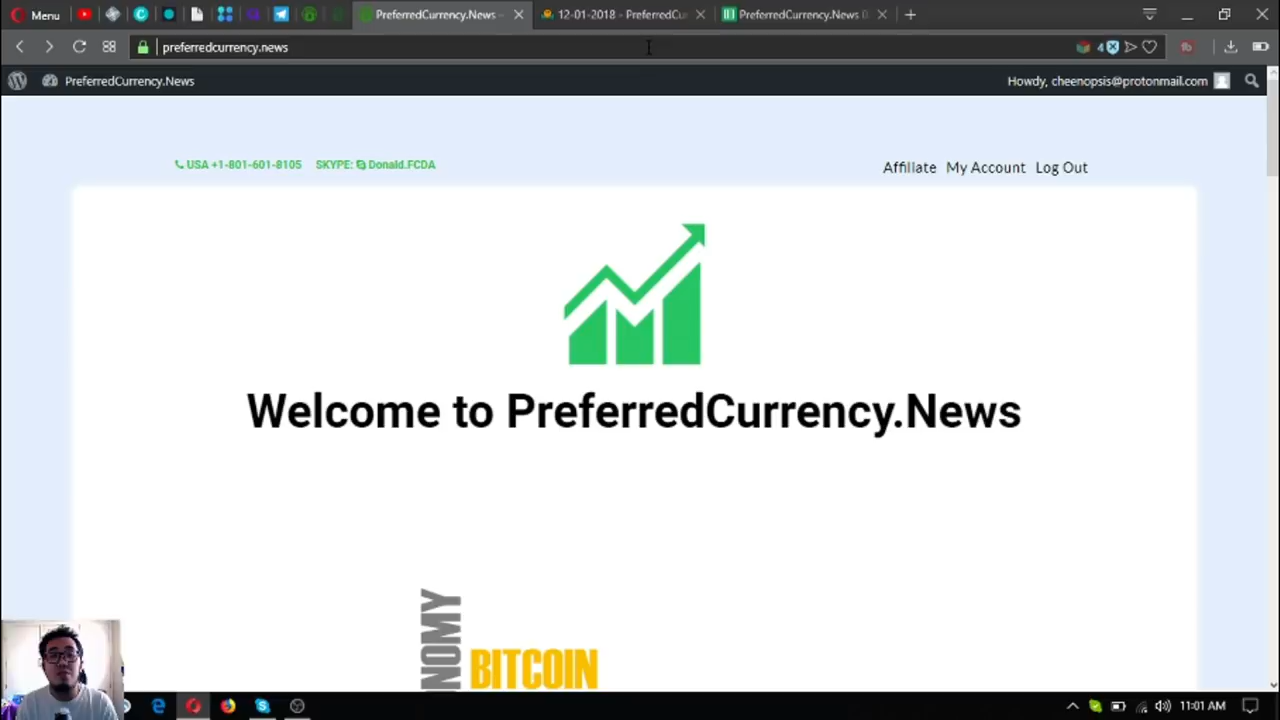 Menu
PreferredCurrency.News -
12-01-2018 - PreferredCu
PreferredCurrency.News
preferredcurrency.news
4
PreferredCurrency.News
Howdy, cheenopsis@protonmail.com
USA +1-801-601-8105 SKYPE: Donald.FCDA
Affiliate My Account Log Out
Welcome to PreferredCurrency.News
NOMY
BITCOIN
11:01 AM